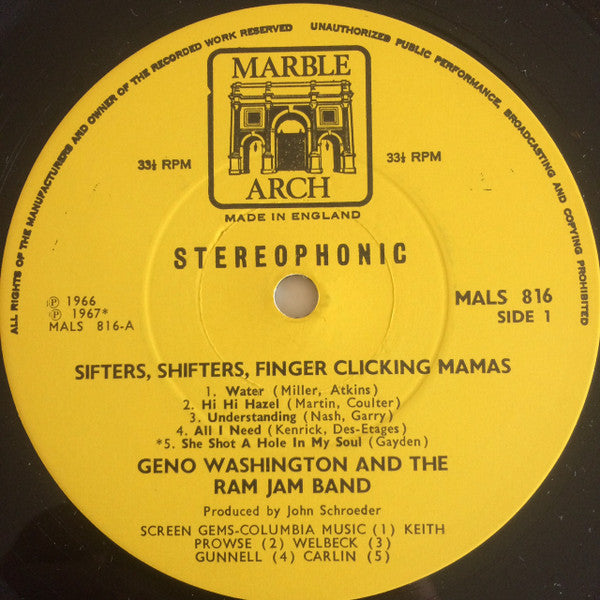 ALL RIGHTS OF THE MANUFACTURERS AND OWNER OF THE RECORDED WORK RESERVED UNAUTHORIZED PUBLIC PERFORMANCE, BROADCASTING AND COPYING PROHIBITED
MARBLE
ARCH
33⅓ RPM 33⅓ RPM
MADE IN ENGLAND
STEREOPHONIC
℗ 1966
℗ 1967*
MALS 816-A
MALS 816
SIDE 1
SIFTERS, SHIFTERS, FINGER CLICKING MAMAS
1. Water (Miller, Atkins)
2. Hi Hi Hazel (Martin, Coulter)
3. Understanding (Nash, Garry)
4. All I Need (Kenrick, Des-Etages)
*5. She Shot A Hole In My Soul (Gayden)
GENO WASHINGTON AND THE
RAM JAM BAND
Produced by John Schroeder
SCREEN GEMS-COLUMBIA MUSIC (1) KEITH
PROWSE (2) WELBECK (3)
GUNNELL (4) CARLIN (5)